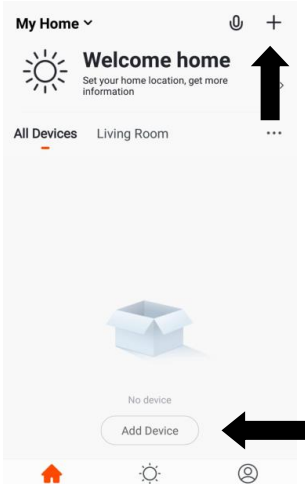 My Home
Welcome home
Set your home location, get more
information
All Devices Living Room
No device
Add Device